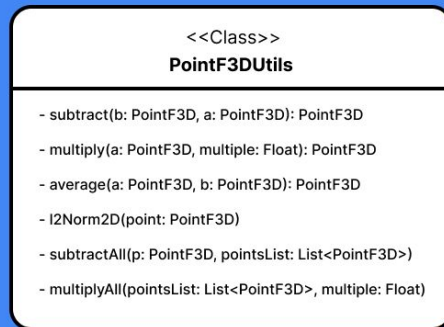 <<Class>>
PointF3DUtils
- subtract(b: PointF3D, a: PointF3D): PointF3D
- multiply(a: PointF3D, multiple: Float): PointF3D
- average(a: PointF3D, b: PointF3D): PointF3D
- l2Norm2D(point: PointF3D)
- subtractAll(p: PointF3D, pointsList: List<PointF3D>)
- multiplyAll(pointsList: List<PointF3D>, multiple: Float)